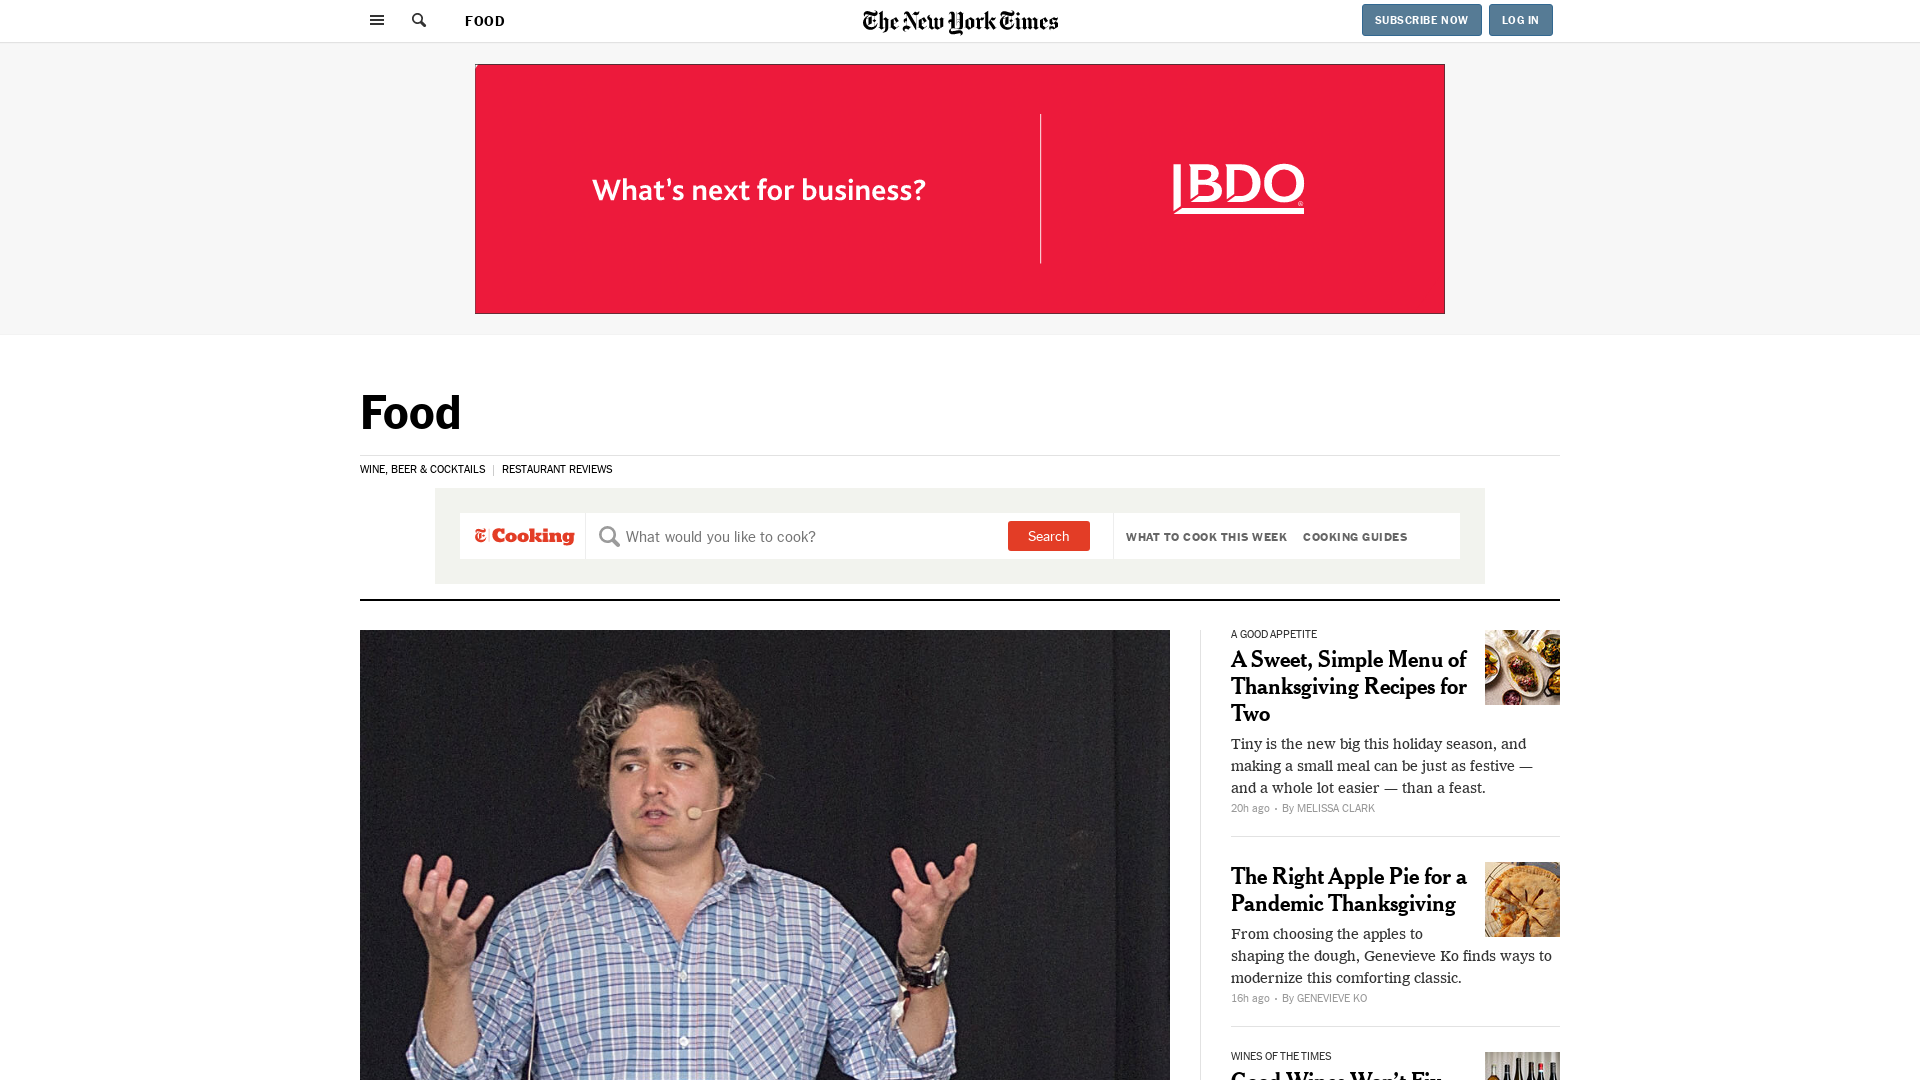 FOOD
The New York Times
SUBSCRIBE NOW
LOG IN
What's next for business?
BDO
Food
WINE, BEER & COCKTAILS
RESTAURANT REVIEWS
Cooking
What would you like to cook?
Search
WHAT TO COOK THIS WEEK
COOKING GUIDES
A GOOD APPETITE
A Sweet, Simple Menu of
Thanksgiving Recipes for
Two
Tiny is the new big this holiday season, and
making a small meal can be just as festive —
and a whole lot easier — than a feast.
20h ago · By MELISSA CLARK
The Right Apple Pie for a
Pandemic Thanksgiving
From choosing the apples to
shaping the dough, Genevieve Ko finds ways to
modernize this comforting classic.
16h ago · By GENEVIEVE KO
WINES OF THE TIMES
Good Wines Won't Fix